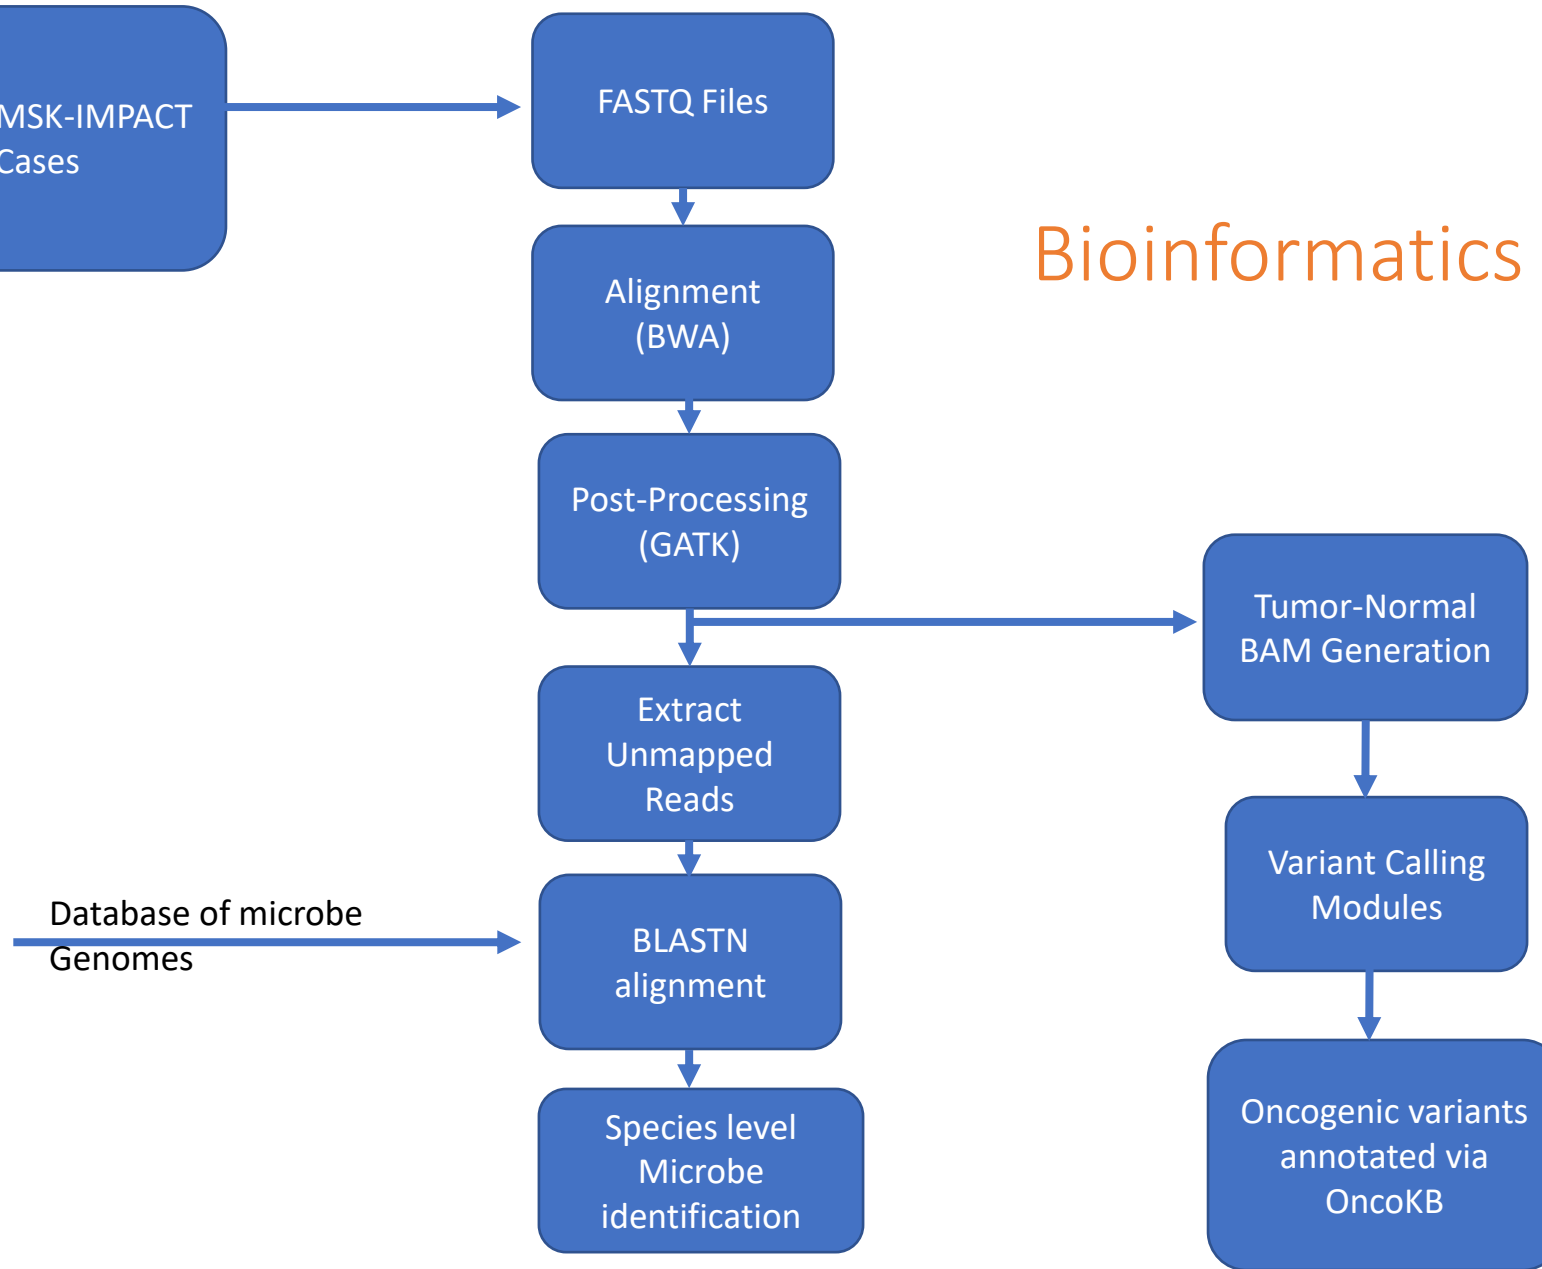 MSK-IMPACT
Cases
FASTQ Files
Bioinformatics
Alignment
(BWA)
Post-Processing
(GATK)
Tumor-Normal
BAM Generation
Extract
Unmapped
Reads
Variant Calling
Modules
Database of microbe
Genomes
BLASTN
alignment
Species level
Microbe
identification
Oncogenic variants
annotated via
OncoKB